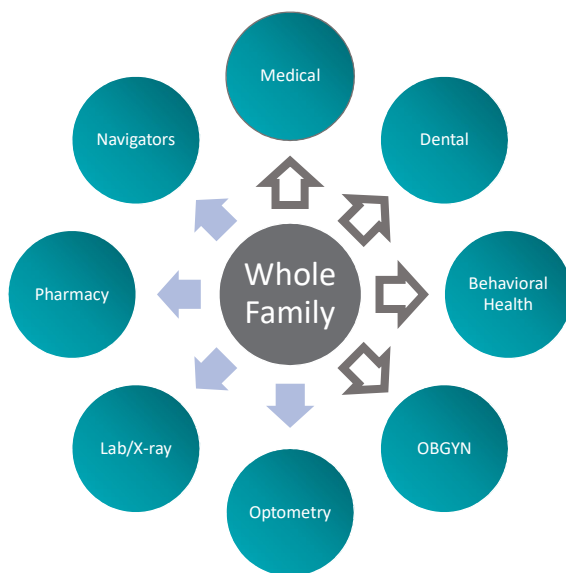 Medical
Navigators
Dental
Whole
Family
Pharmacy
Behavioral
Health
Lab/X-ray
OBGYN
Optometry